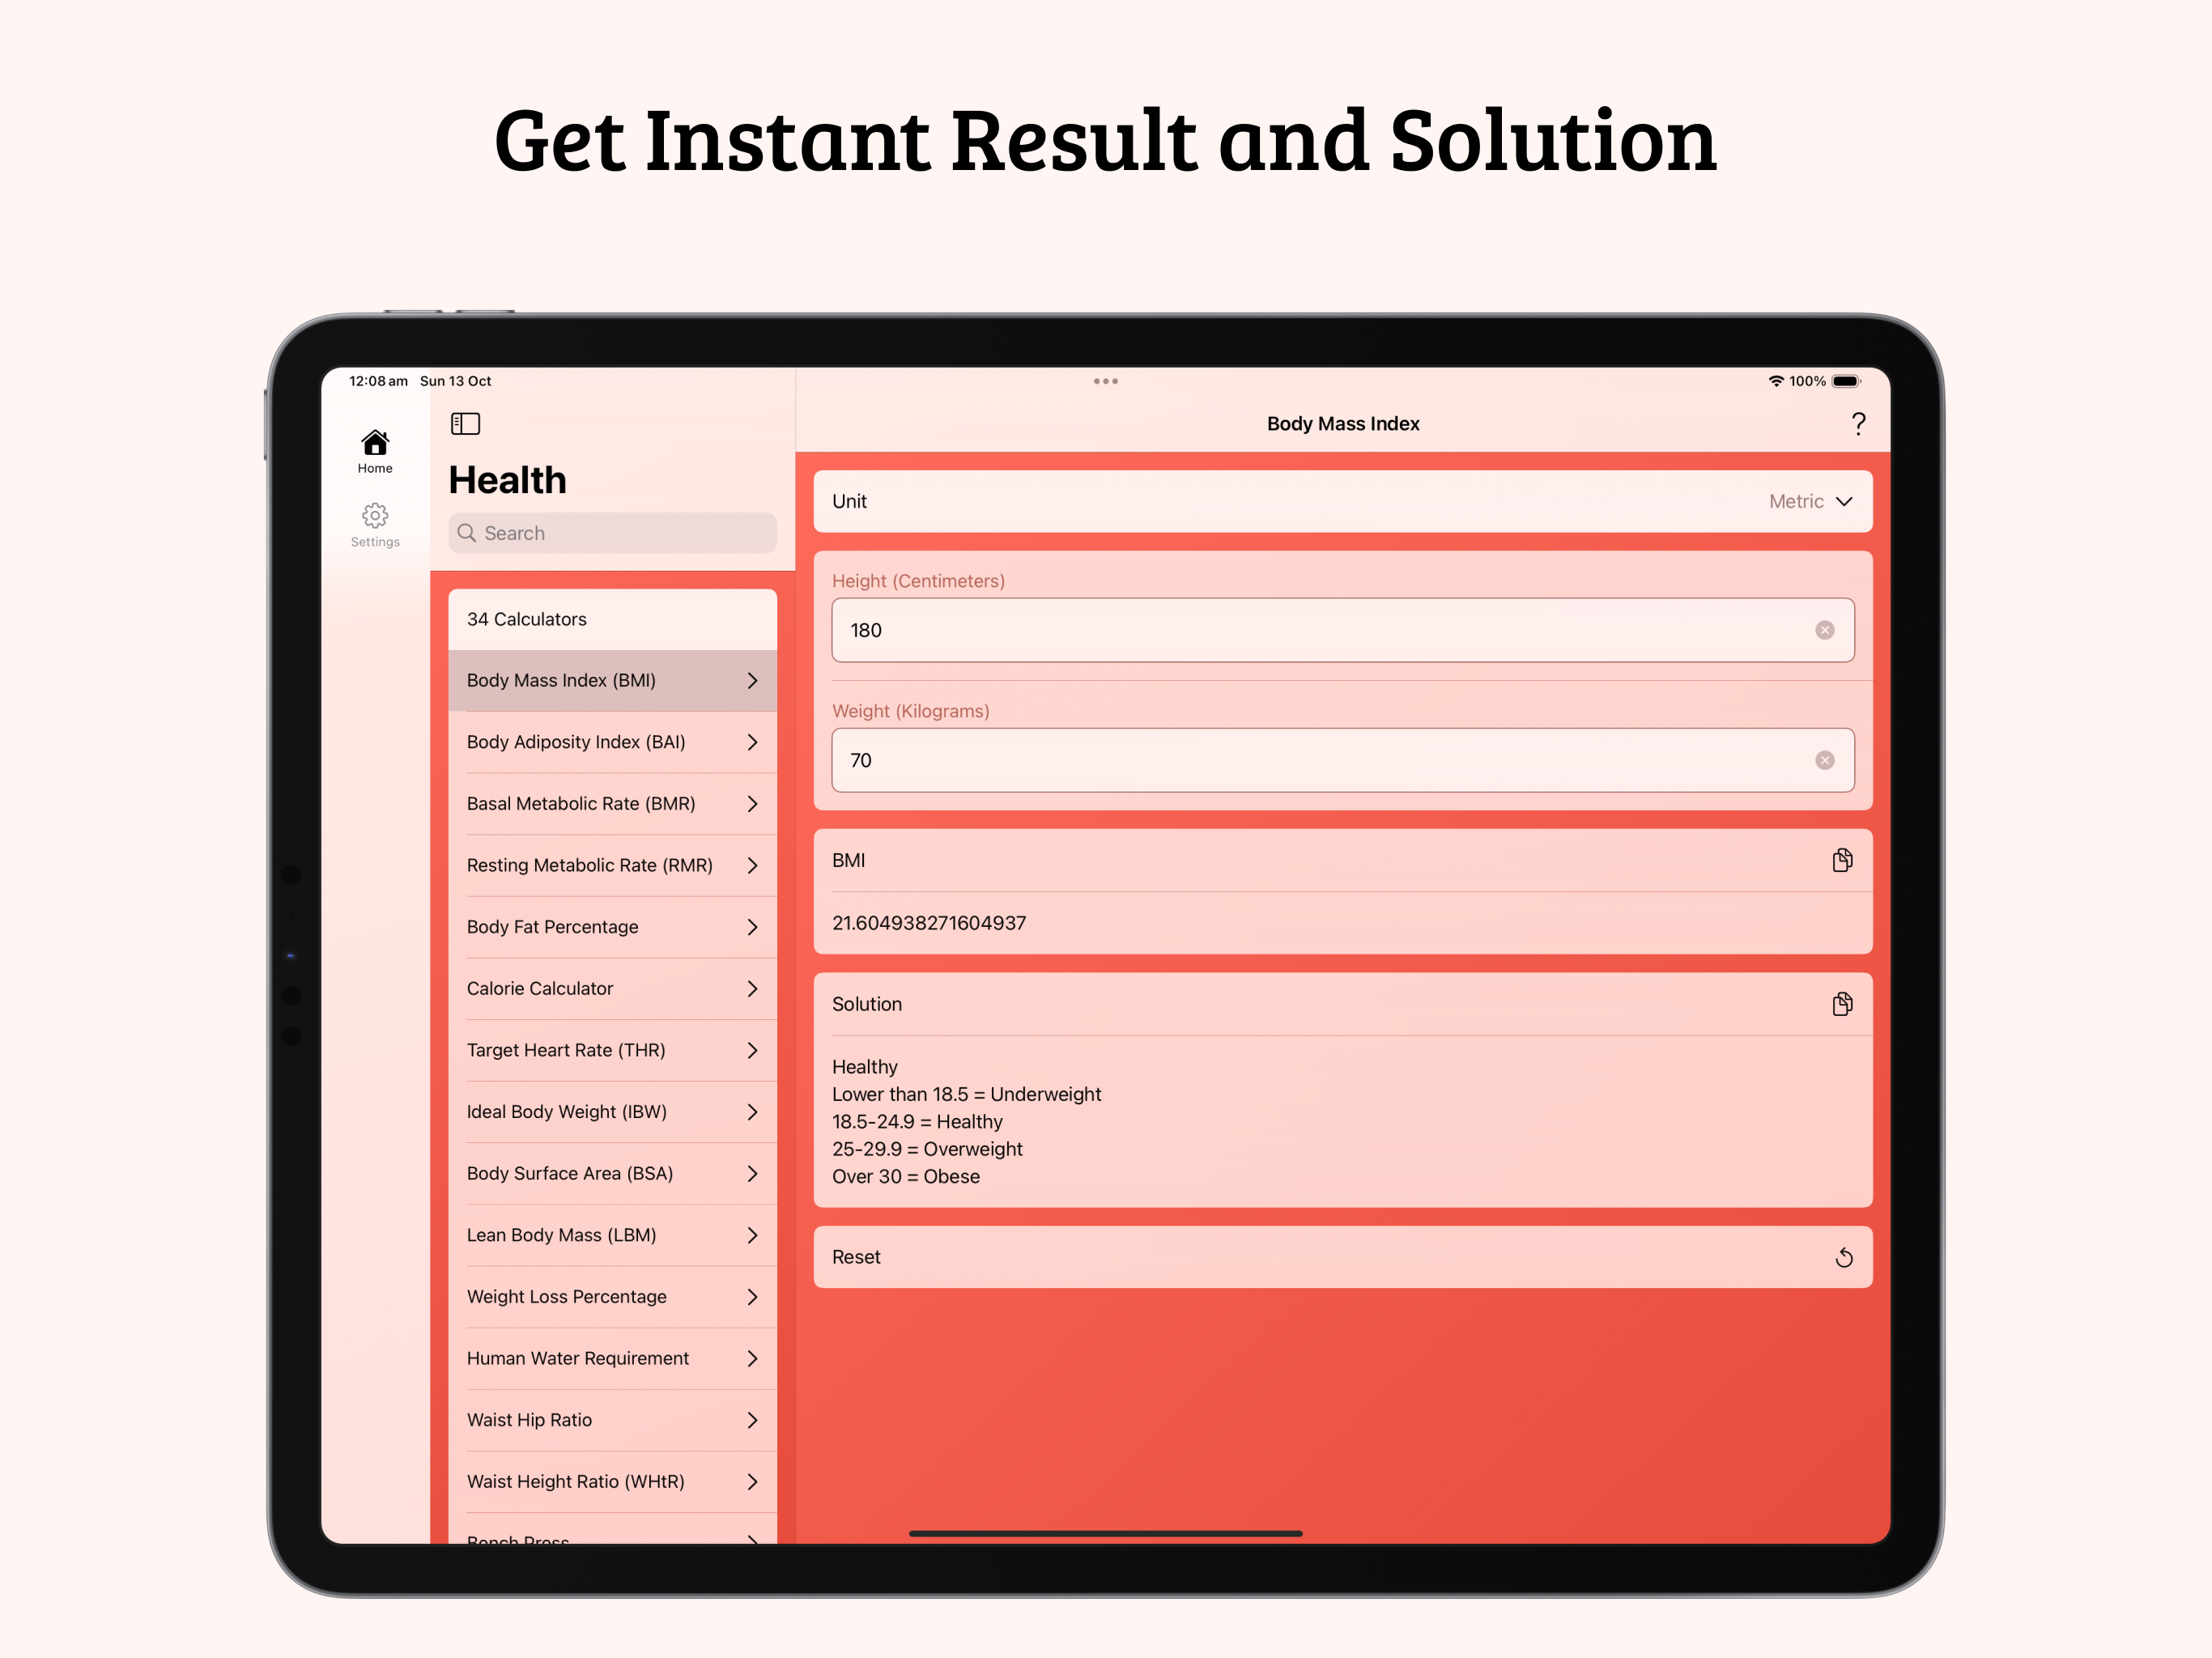 Get Instant Result and Solution
12:08 am Sun 13 Oct
100%
Home
Settings
Health
Search
34 Calculators
Body Mass Index (BMI)
Body Adiposity Index (BAI)
Basal Metabolic Rate (BMR)
Resting Metabolic Rate (RMR)
Body Fat Percentage
Calorie Calculator
Target Heart Rate (THR)
Ideal Body Weight (IBW)
Body Surface Area (BSA)
Lean Body Mass (LBM)
Weight Loss Percentage
Human Water Requirement
Waist Hip Ratio
Waist Height Ratio (WHtR)
Bench Press
Body Mass Index
?
Unit
Metric
Height (Centimeters)
180
Weight (Kilograms)
70
BMI
21.604938271604937
Solution
Healthy
Lower than 18.5 = Underweight
18.5-24.9 = Healthy
25-29.9 = Overweight
Over 30 = Obese
Reset